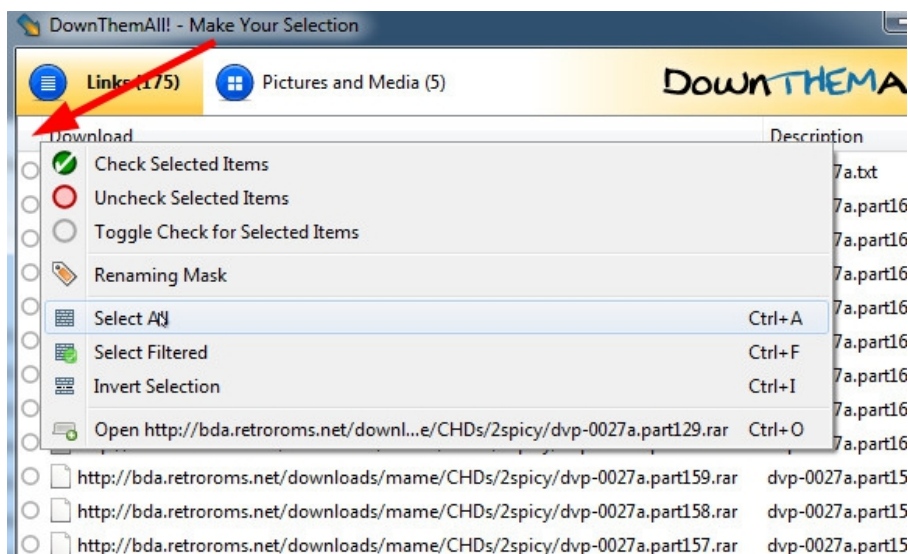 DownThemAll! - Make Your Selection
Links (175)
Pictures and Media (5)
DownTHEMA
Download
Description
Check Selected Items
7a.txt
Uncheck Selected Items
7a.part16
Toggle Check for Selected Items
7a.part16
Renaming Mask
7a.part16
Select All Ctrl+A
7a.part16
Select Filtered Ctrl+F
7a.part16
Invert Selection Ctrl+I
7a.part16
7a.part16
Open http://bda.retroroms.net/downl...e/CHDs/2spicy/dvp-0027a.part129.rar Ctrl+O
7a.part16
http://bda.retroroms.net/downloads/mame/CHDs/2spicy/dvp-0027a.part159.rar dvp-0027a.part15
http://bda.retroroms.net/downloads/mame/CHDs/2spicy/dvp-0027a.part158.rar dvp-0027a.part15
http://bda.retroroms.net/downloads/mame/CHDs/2spicy/dvp-0027a.part157.rar dvp-0027a.part15